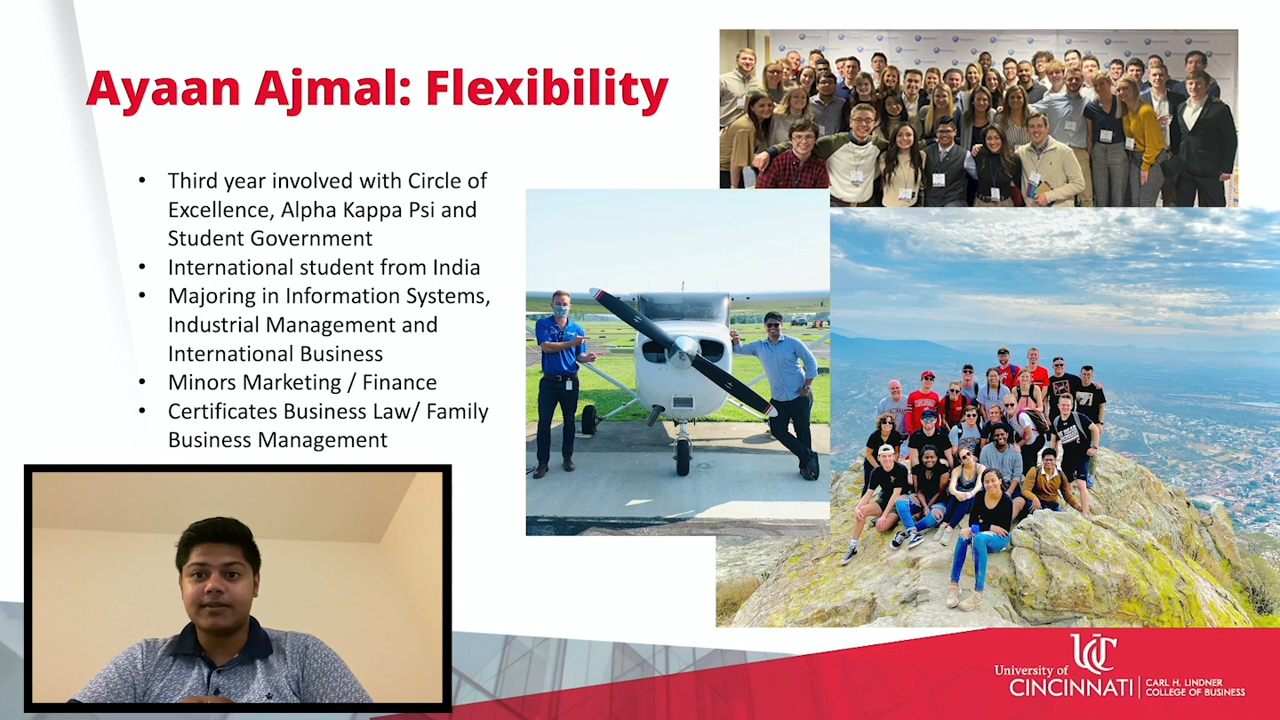 Ayaan Ajmal: Flexibility
• Third year involved with Circle of
Excellence, Alpha Kappa Psi and
Student Government
• International student from India
• Majoring in Information Systems,
Industrial Management and
International Business
• Minors Marketing / Finance
• Certificates Business Law/ Family
Business Management
UC
University of
CINCINNATI
CARL H. LINDNER
COLLEGE OF BUSINESS